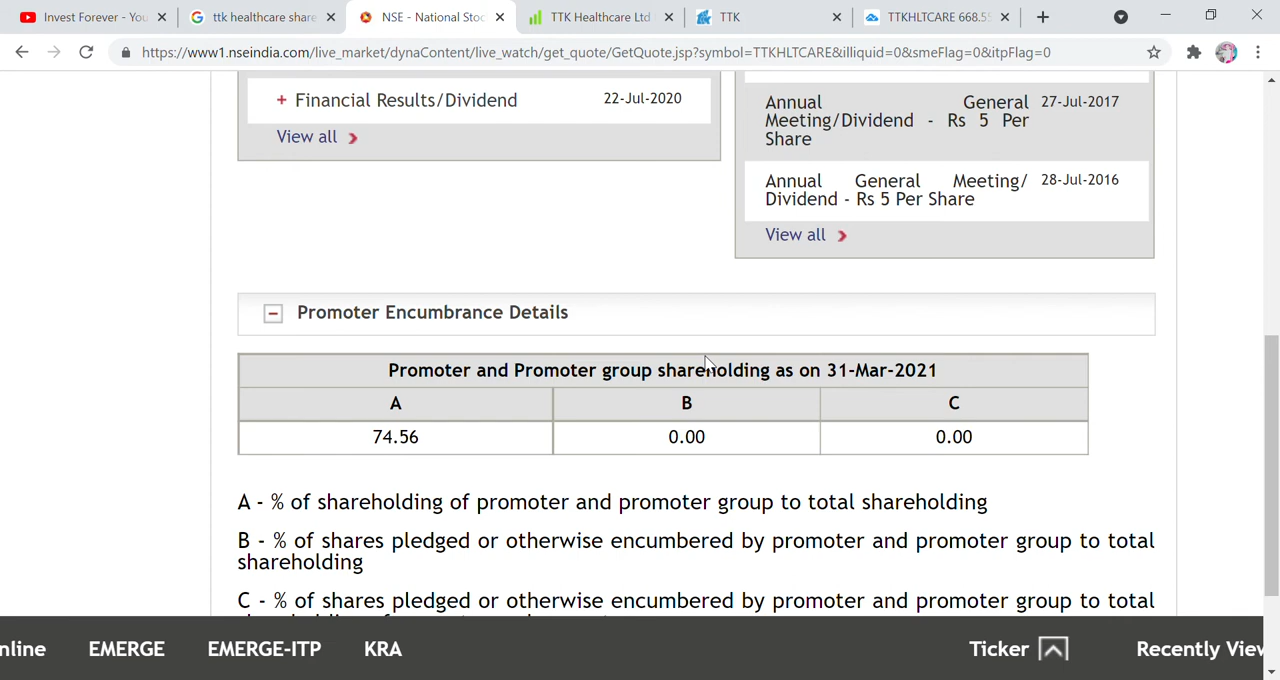 Invest Forever - You
ttk healthcare share
NSE - National Stoc
TTK Healthcare Ltd
TTK
TTKHLTCARE 668.55
https://www1.nseindia.com/live_market/dynaContent/live_watch/get_quote/GetQuote.jsp?symbol=TTKHLTCARE&illiquid=0&smeFlag=0&itpFlag=0
+ Financial Results/Dividend 22-Jul-2020
View all
Annual General 27-Jul-2017
Meeting/Dividend - Rs 5 Per
Share
Annual General Meeting/ 28-Jul-2016
Dividend - Rs 5 Per Share
View all
Promoter Encumbrance Details
Promoter and Promoter group shareholding as on 31-Mar-2021
A B C
74.56 0.00 0.00
A - % of shareholding of promoter and promoter group to total shareholding
B - % of shares pledged or otherwise encumbered by promoter and promoter group to total
shareholding
C - % of shares pledged or otherwise encumbered by promoter and promoter group to total
nline EMERGE EMERGE-ITP KRA Ticker Recently View